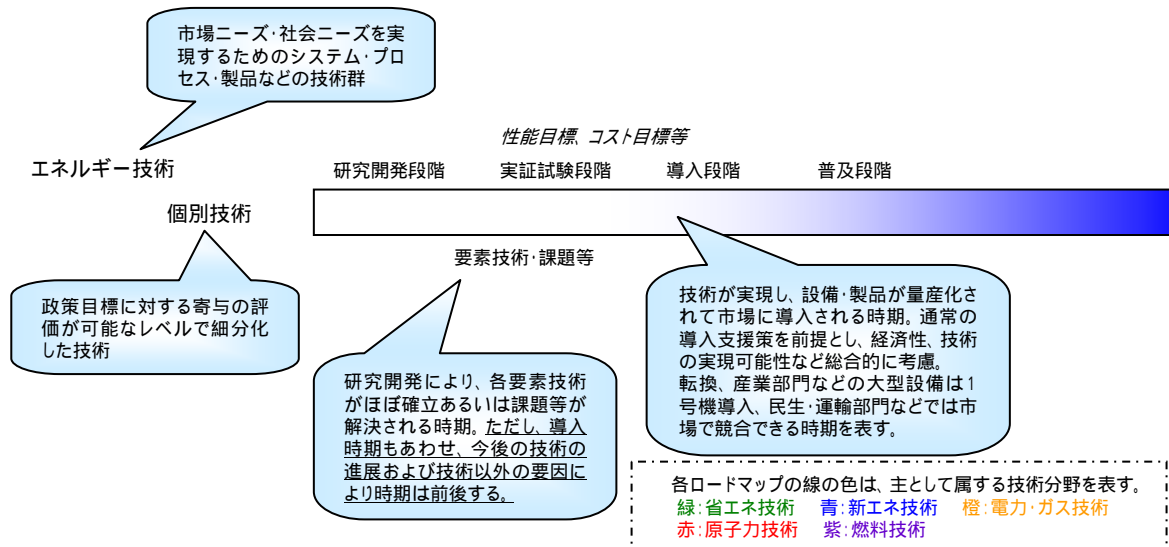 市場ニーズ・社会ニーズを実
現するためのシステム・プロ
セス・製品などの技術群
性能目標、コスト目標等
エネルギー技術
研究開発段階 実証試験段階 導入段階 普及段階
個別技術
要素技術・課題等
政策目標に対する寄与の評
価が可能なレベルで細分化
した技術
技術が実現し、設備・製品が量産化さ
れて市場に導入される時期。通常の
導入支援策を前提とし、経済性、技術
の実現可能性など総合的に考慮。
転換、産業部門などの大型設備は1
号機導入、民生・運輸部門などでは市
場で競合できる時期を表す。
研究開発により、各要素技術
がほぼ確立あるいは課題等が
解決される時期。ただし、導入
時期もあわせ、今後の技術の
進展および技術以外の要因に
より時期は前後する。
各ロードマップの線の色は、主として属する技術分野を表す。
緑:省エネ技術 青:新エネ技術 橙:電力・ガス技術
赤:原子力技術 紫:燃料技術